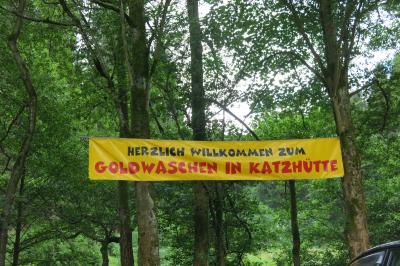 HERZLICH WILLKOMMEN ZUM
GOLDWASCHEN IN KATZHÜTTE